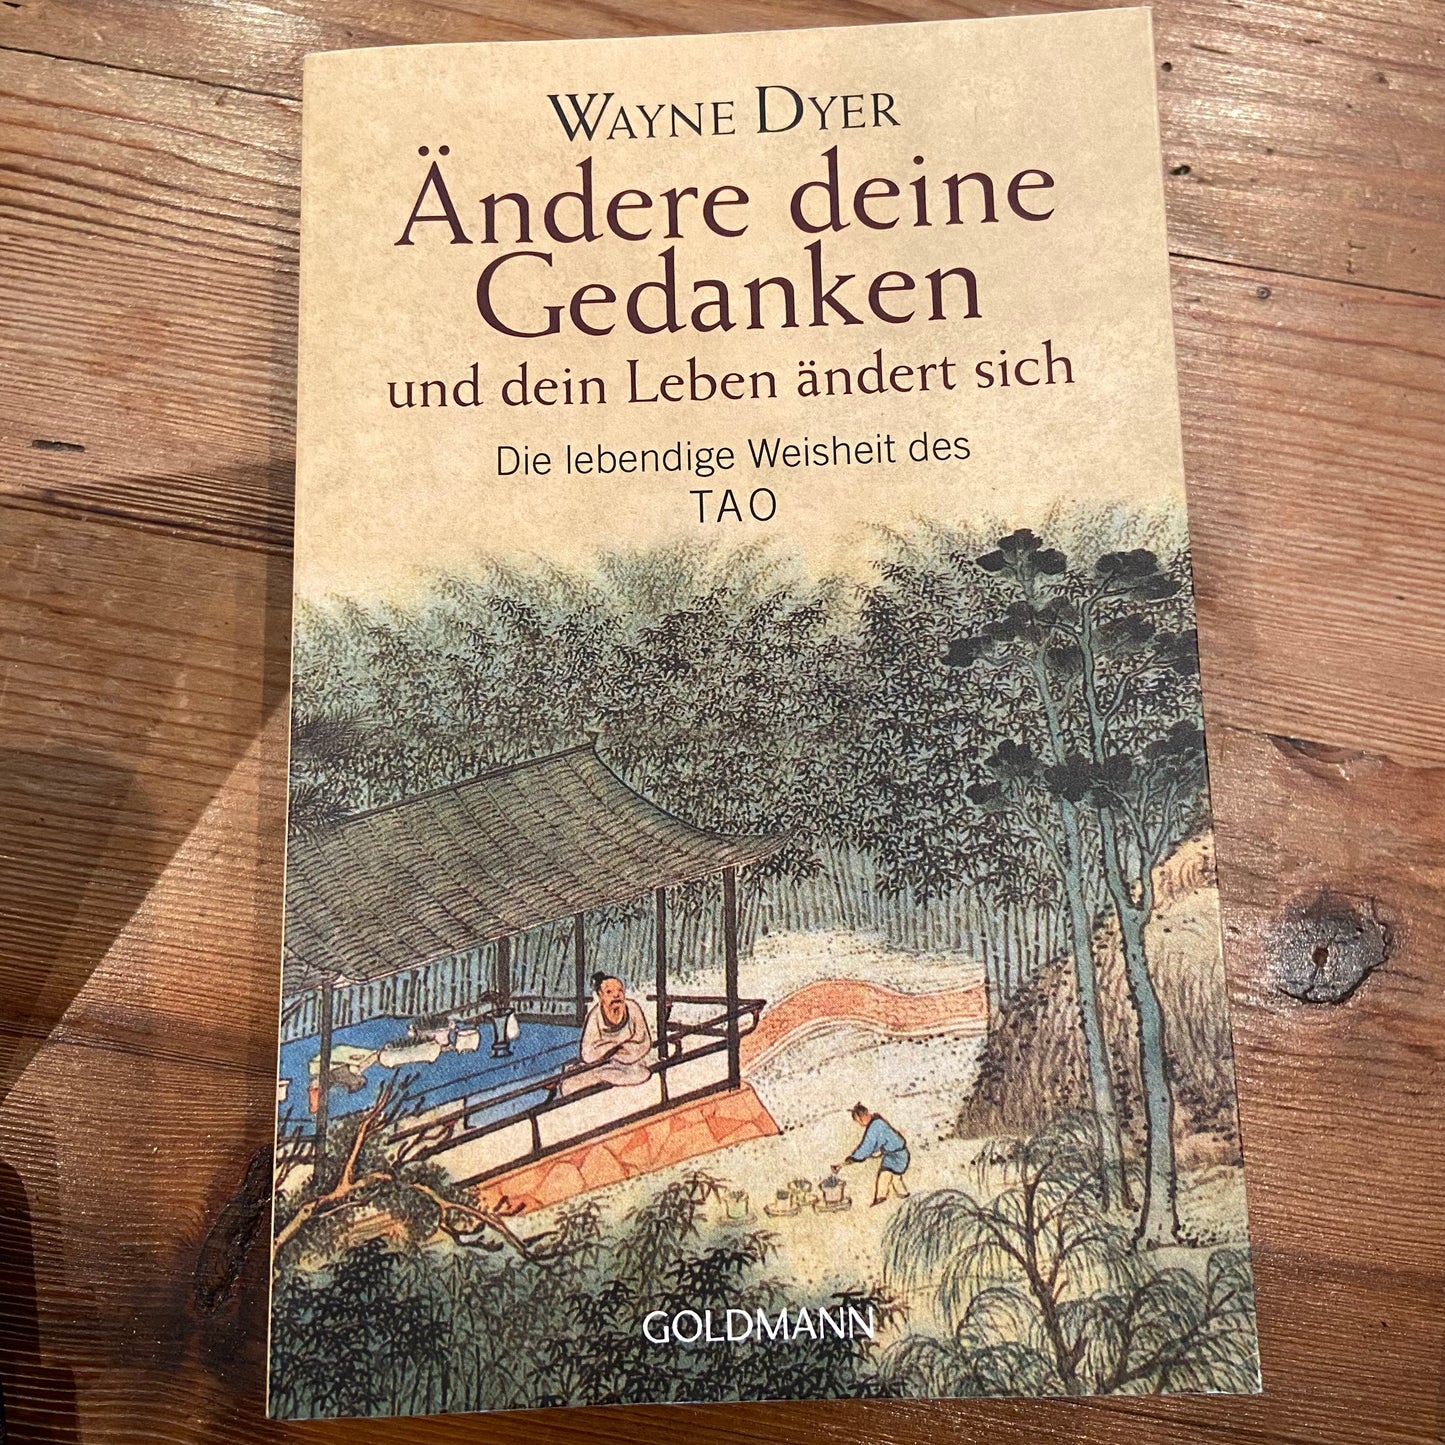 WAYNE DYER
Ändere deine
Gedanken
und dein Leben ändert sich
Die lebendige Weisheit des
TAO
GOLDMANN